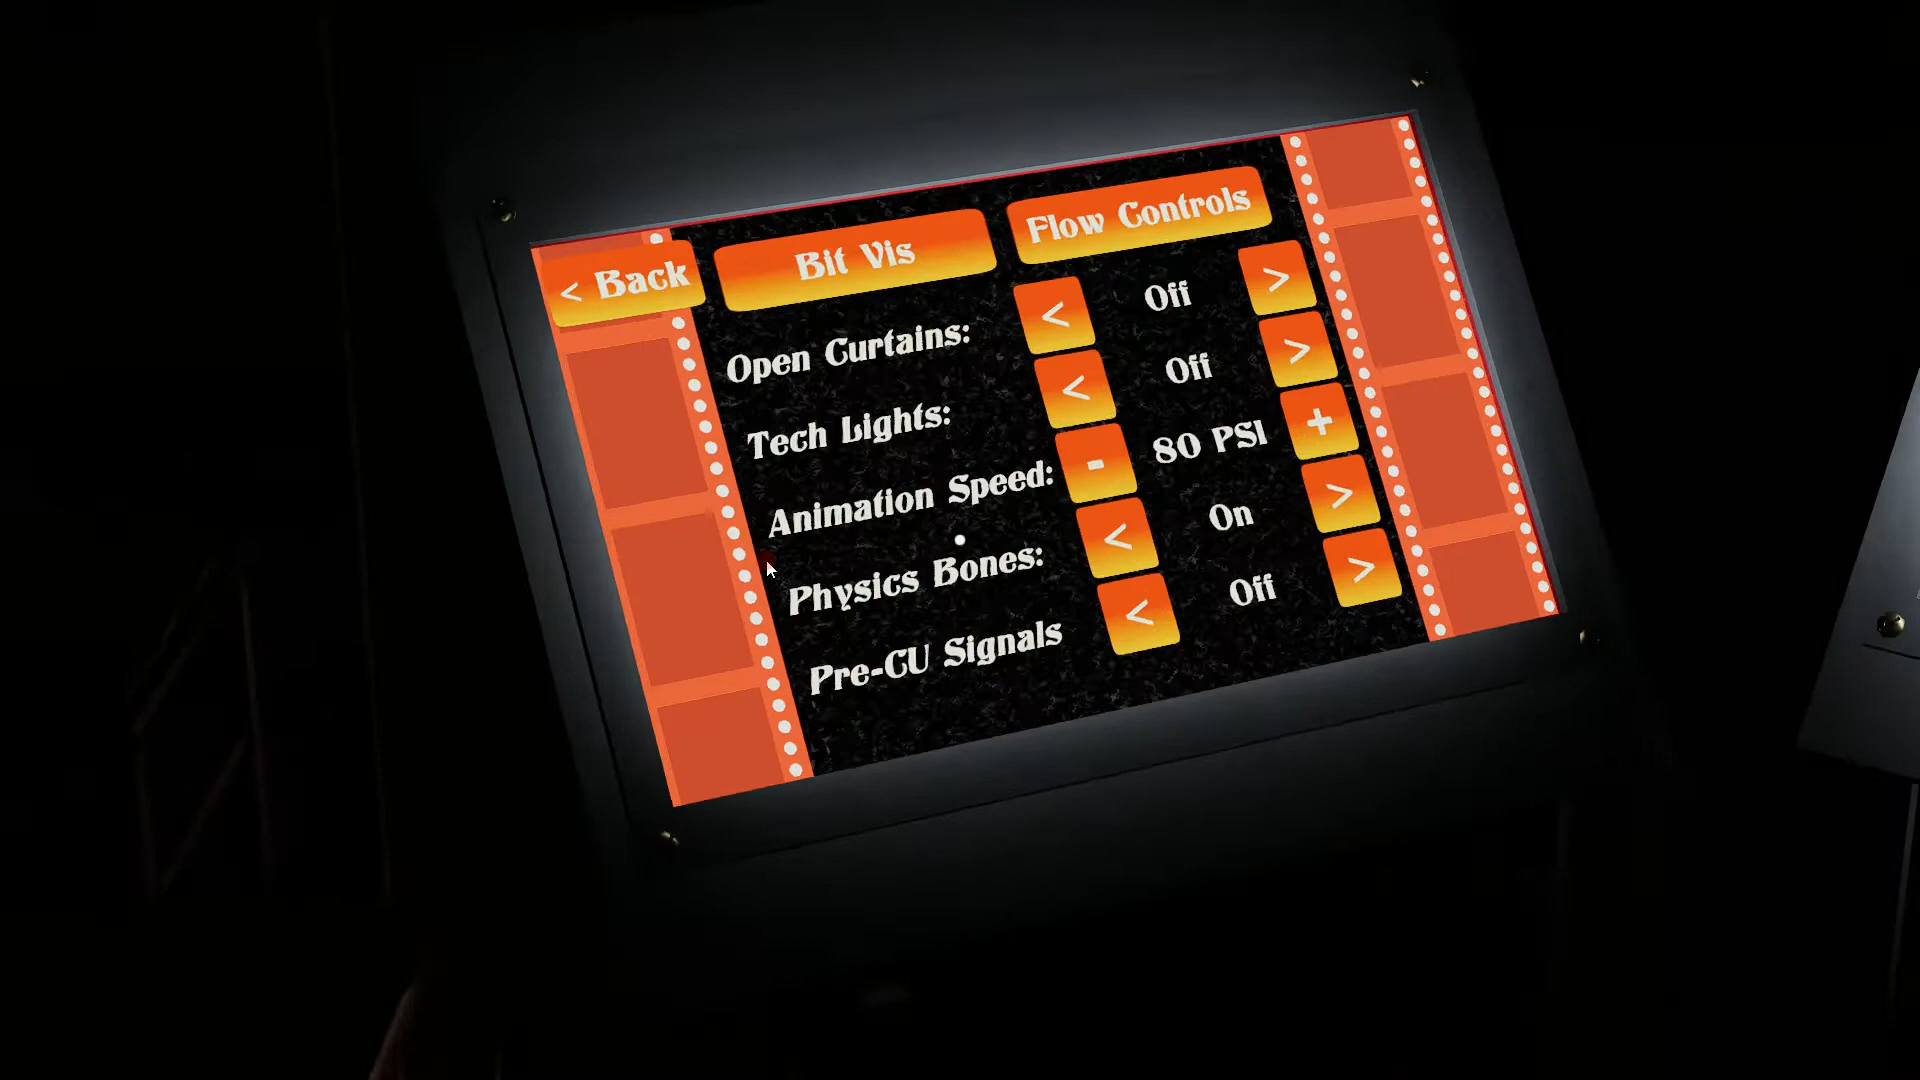 < Back
Bit Vis
Flow Controls
Open Curtains: < Off >
Tech Lights: < Off >
Animation Speed: - 80 PSI +
Physics Bones: < On >
Pre-CU Signals < Off >